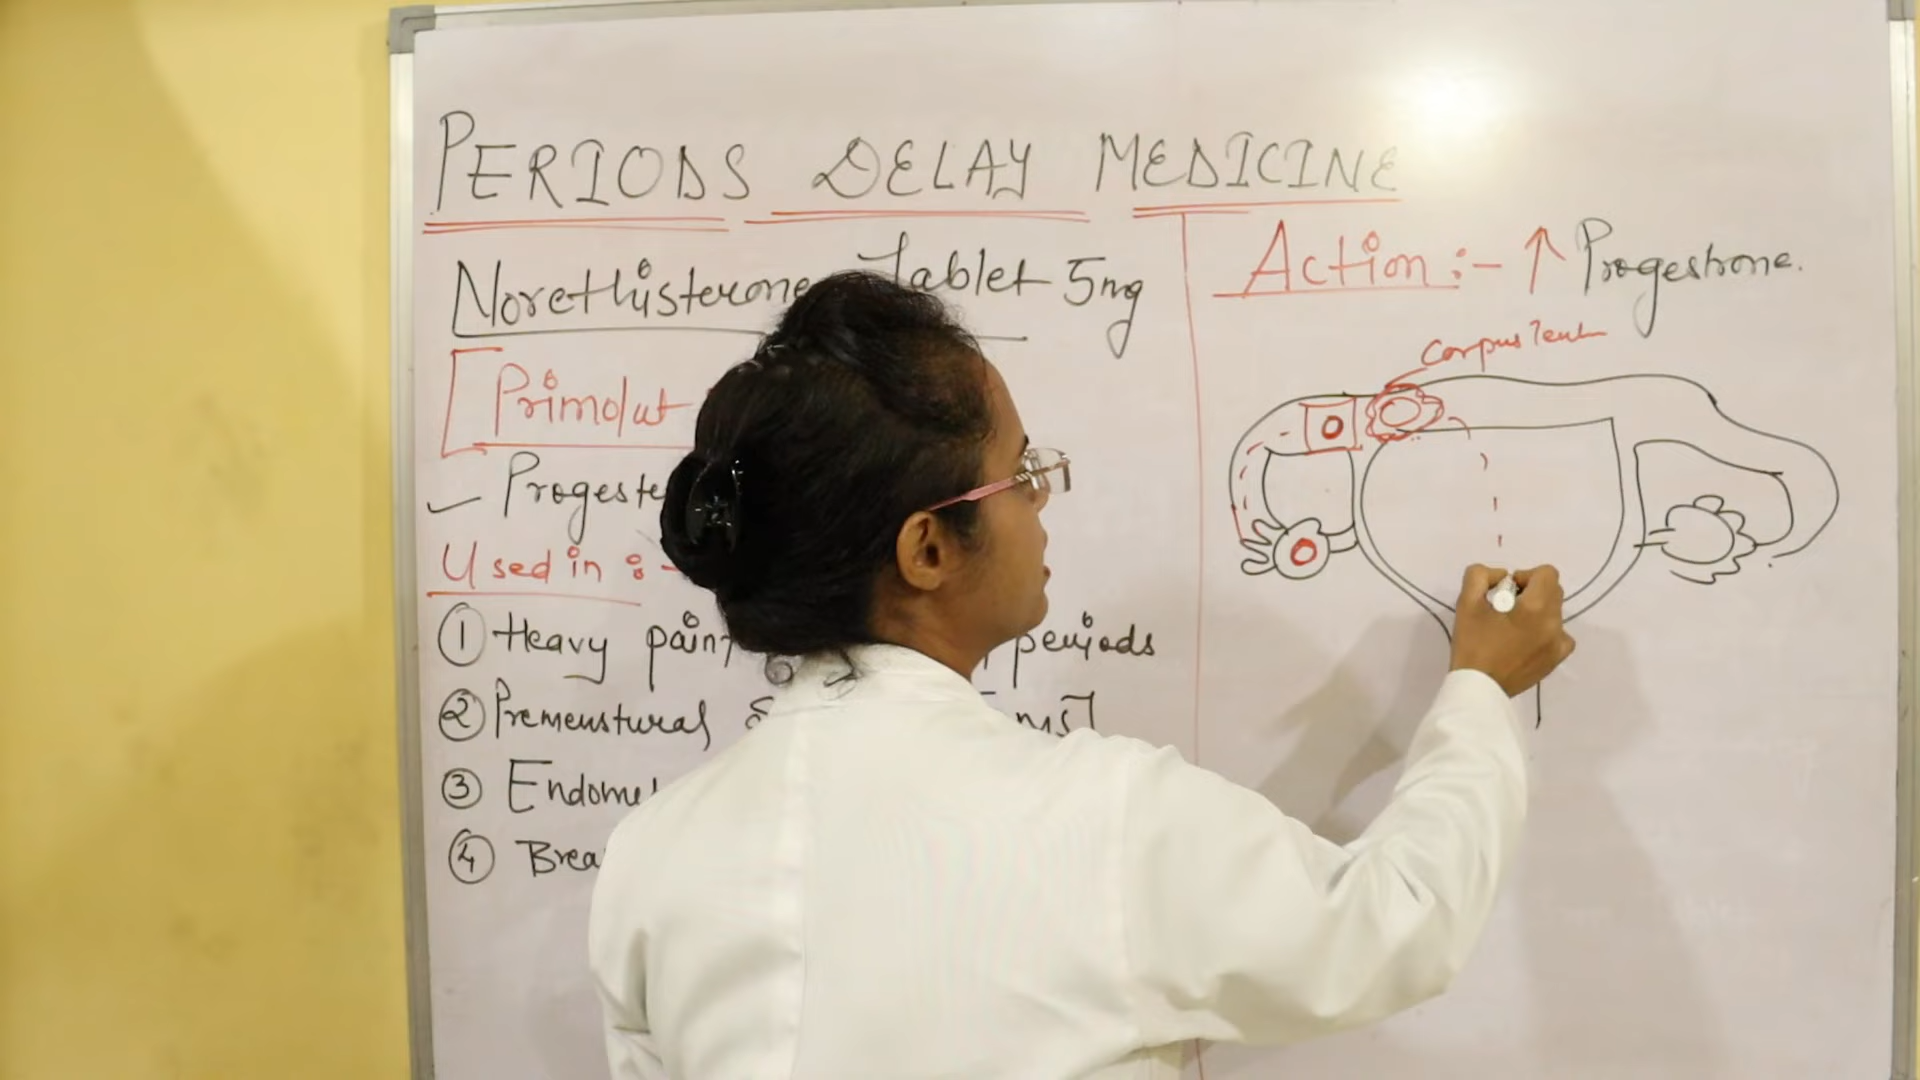 PERIODS DELAY MEDICINE
Norethisterone Tablet 5mg
Primolut
Progeste
Used in :-
① Heavy pain periods
② Premenstural S
③ Endome
④ Brea
Action :- ↑ Progestrone.
Corpus